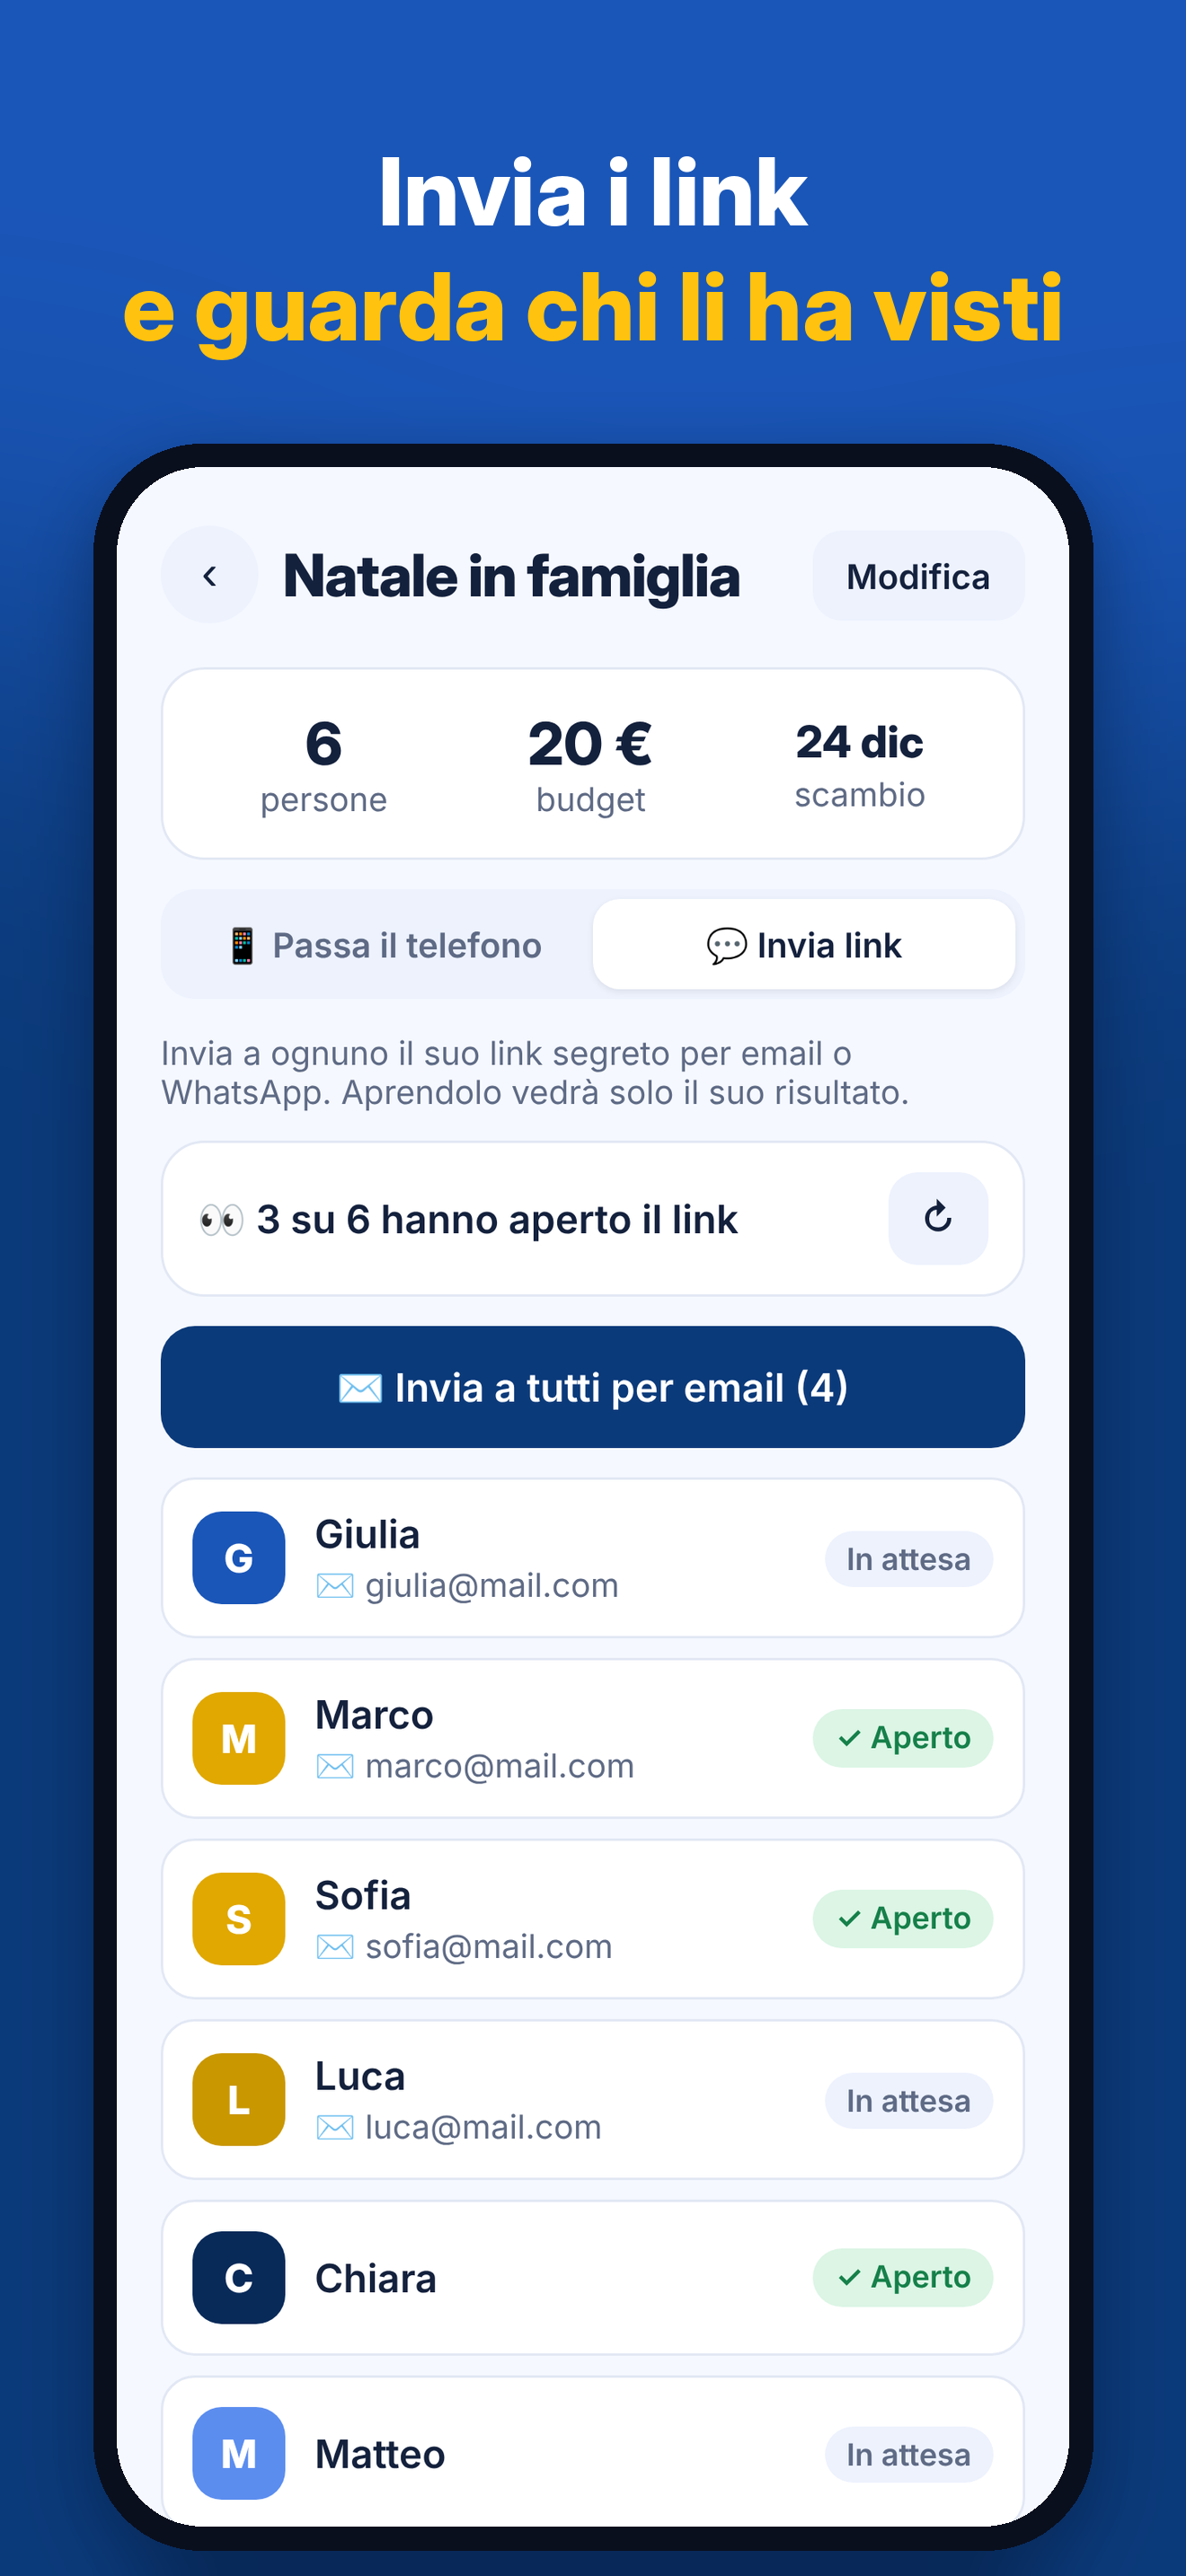 Invia i link
e guarda chi li ha visti
‹ Natale in famiglia Modifica
6 20 € 24 dic
persone budget scambio
📱 Passa il telefono 💬 Invia link
Invia a ognuno il suo link segreto per email o
WhatsApp. Aprendolo vedrà solo il suo risultato.
👀 3 su 6 hanno aperto il link ↻
✉️ Invia a tutti per email (4)
G Giulia
✉️ giulia@mail.com
In attesa
M Marco
✉️ marco@mail.com
✓ Aperto
S Sofia
✉️ sofia@mail.com
✓ Aperto
L Luca
✉️ luca@mail.com
In attesa
C Chiara ✓ Aperto
M Matteo In attesa